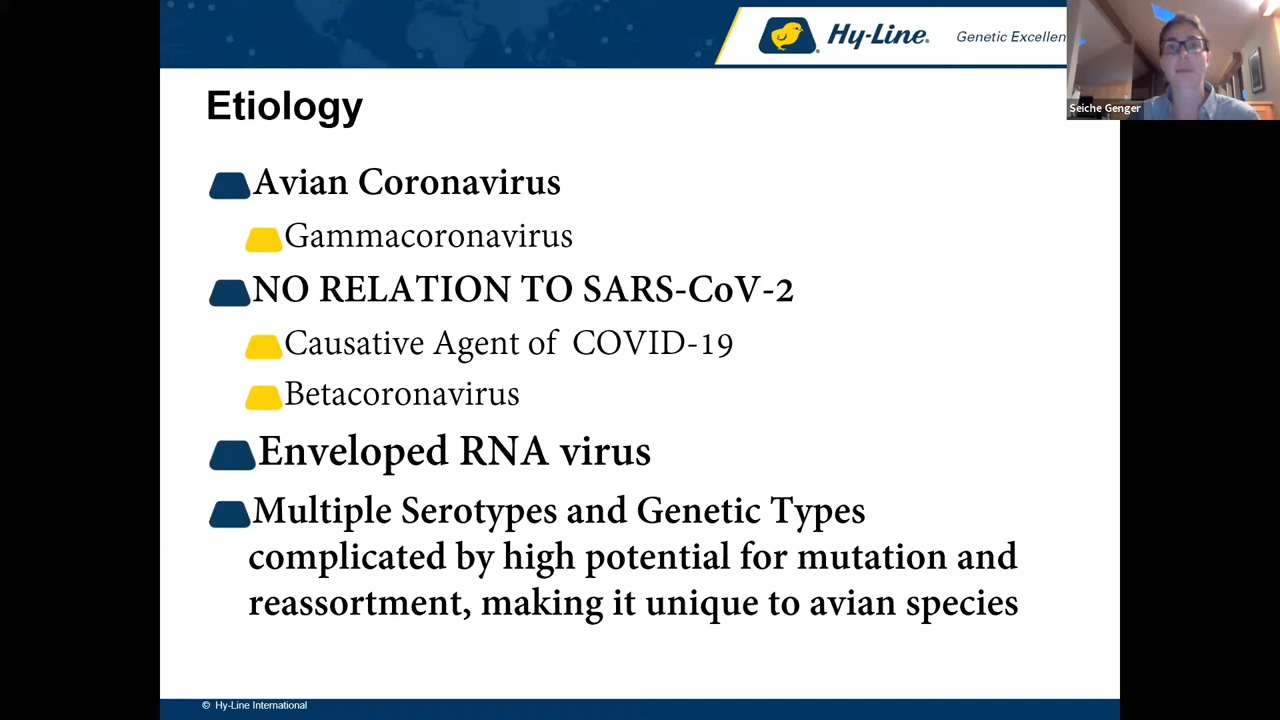 Hy-Line®
Genetic Excellen
Seiche Genger
Etiology
Avian Coronavirus
Gammacoronavirus
NO RELATION TO SARS-CoV-2
Causative Agent of COVID-19
Betacoronavirus
Enveloped RNA virus
Multiple Serotypes and Genetic Types
complicated by high potential for mutation and
reassortment, making it unique to avian species
© Hy-Line International